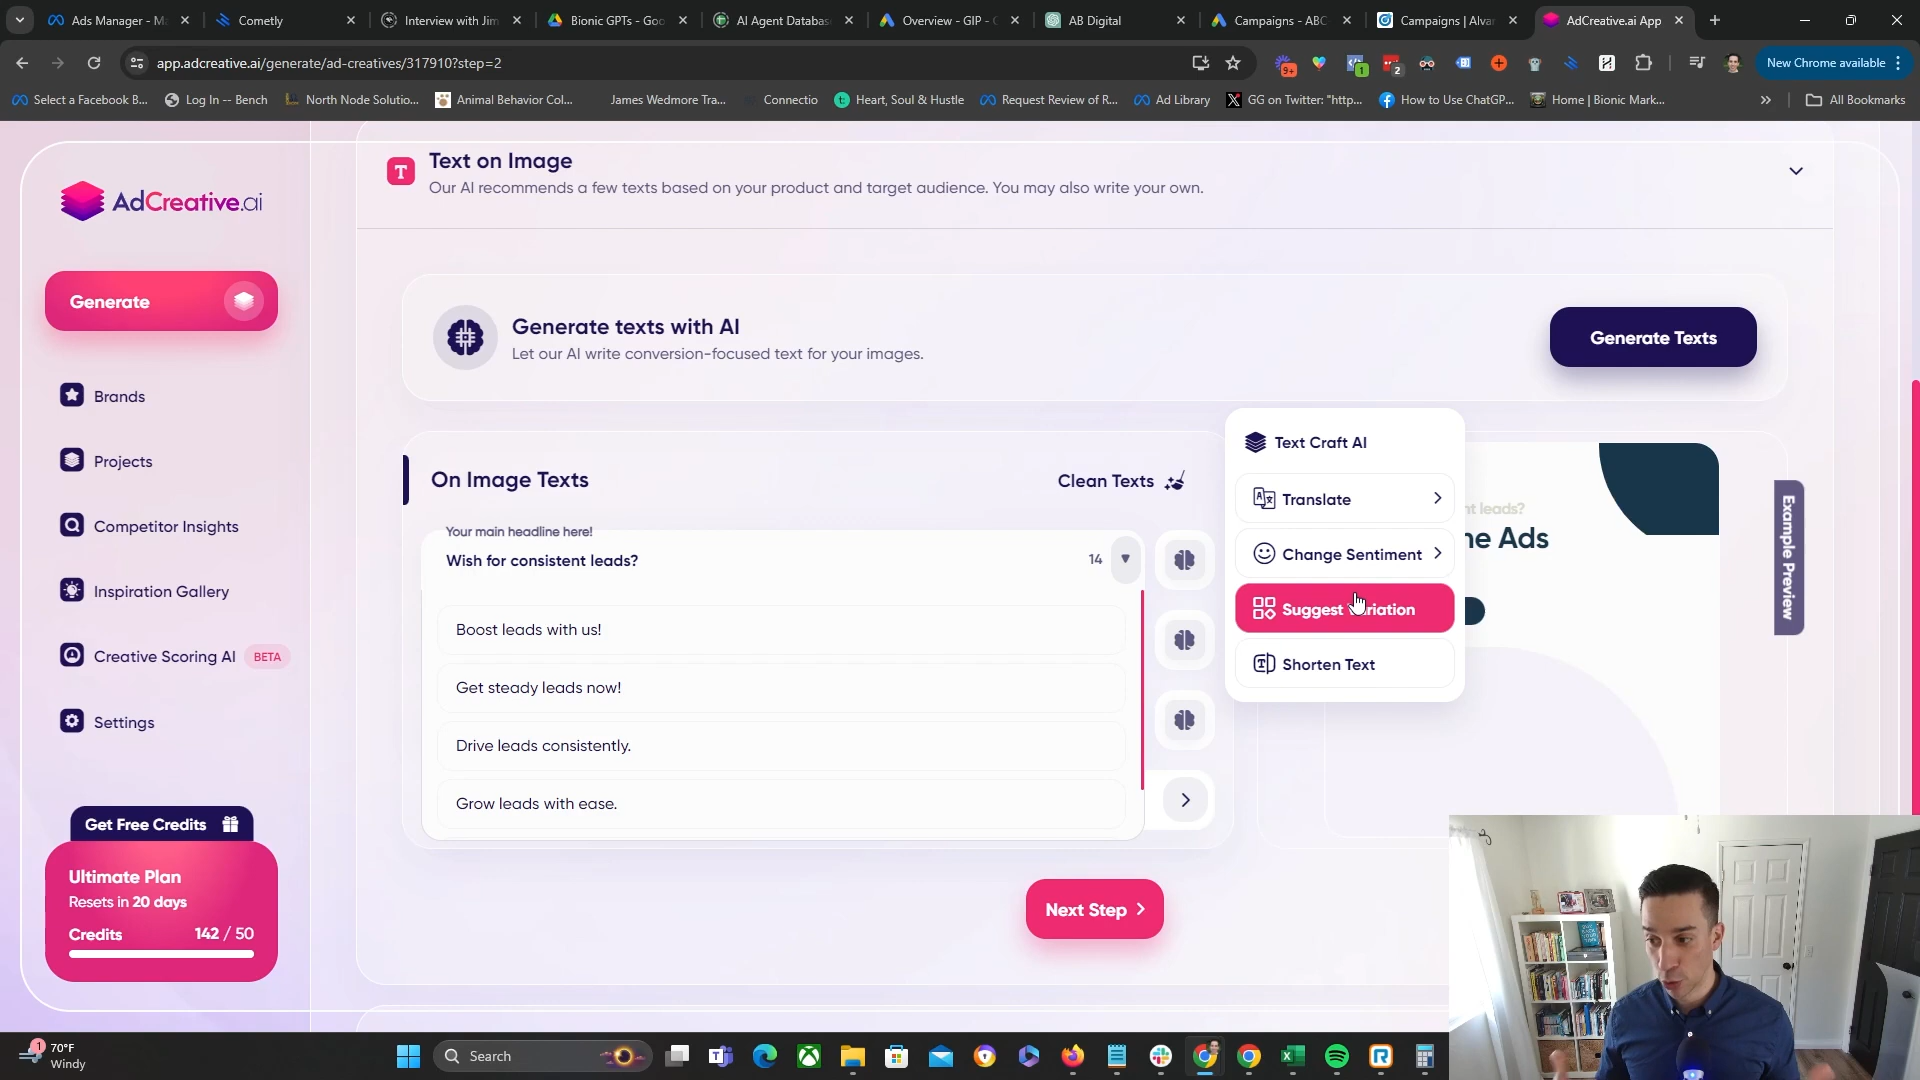 Ads Manager - M
Cometly
Interview with Jim
Bionic GPTs - Goo
AI Agent Databas
Overview - GIP - 
AB Digital
Campaigns - ABC
Campaigns | Alvar
AdCreative.ai App
app.adcreative.ai/generate/ad-creatives/317910?step=2
9+
1
2
New Chrome available
Select a Facebook B...
Log In -- Bench
North Node Solutio...
Animal Behavior Col...
James Wedmore Tra...
Connectio
Heart, Soul & Hustle
Request Review of R...
Ad Library
GG on Twitter: "http...
How to Use ChatGP...
Home | Bionic Mark...
All Bookmarks
AdCreative.ai
Generate
Brands
Projects
Competitor Insights
Inspiration Gallery
Creative Scoring AI BETA
Settings
Get Free Credits
Ultimate Plan
Resets in 20 days
Credits 142 / 50
T
Text on Image
Our AI recommends a few texts based on your product and target audience. You may also write your own.
Generate texts with AI
Let our AI write conversion-focused text for your images.
Generate Texts
On Image Texts
Clean Texts
Your main headline here!
Wish for consistent leads?
14
Boost leads with us!
Get steady leads now!
Drive leads consistently.
Grow leads with ease.
Text Craft AI
Translate
Change Sentiment
Suggest Variation
Shorten Text
nt leads?
ne Ads
Example Preview
Next Step
1
70°F
Windy
Search